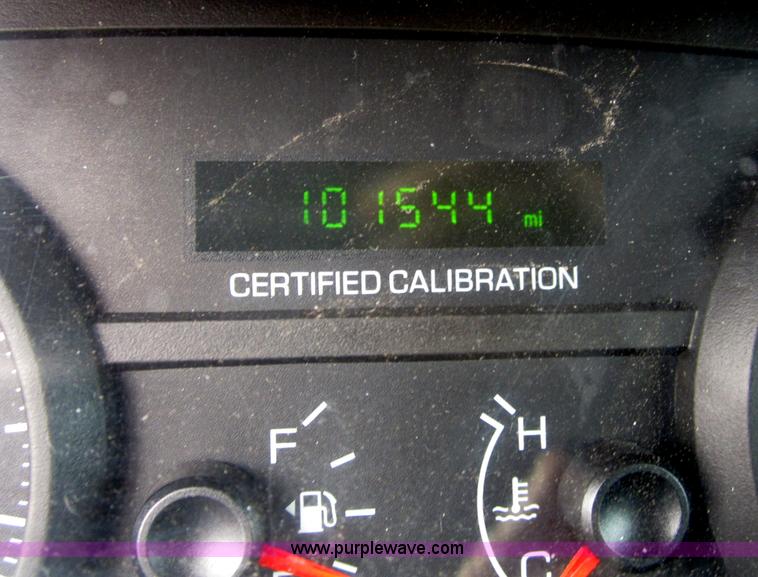 101544 mi
CERTIFIED CALIBRATION
F H
C
www.purplewave.com